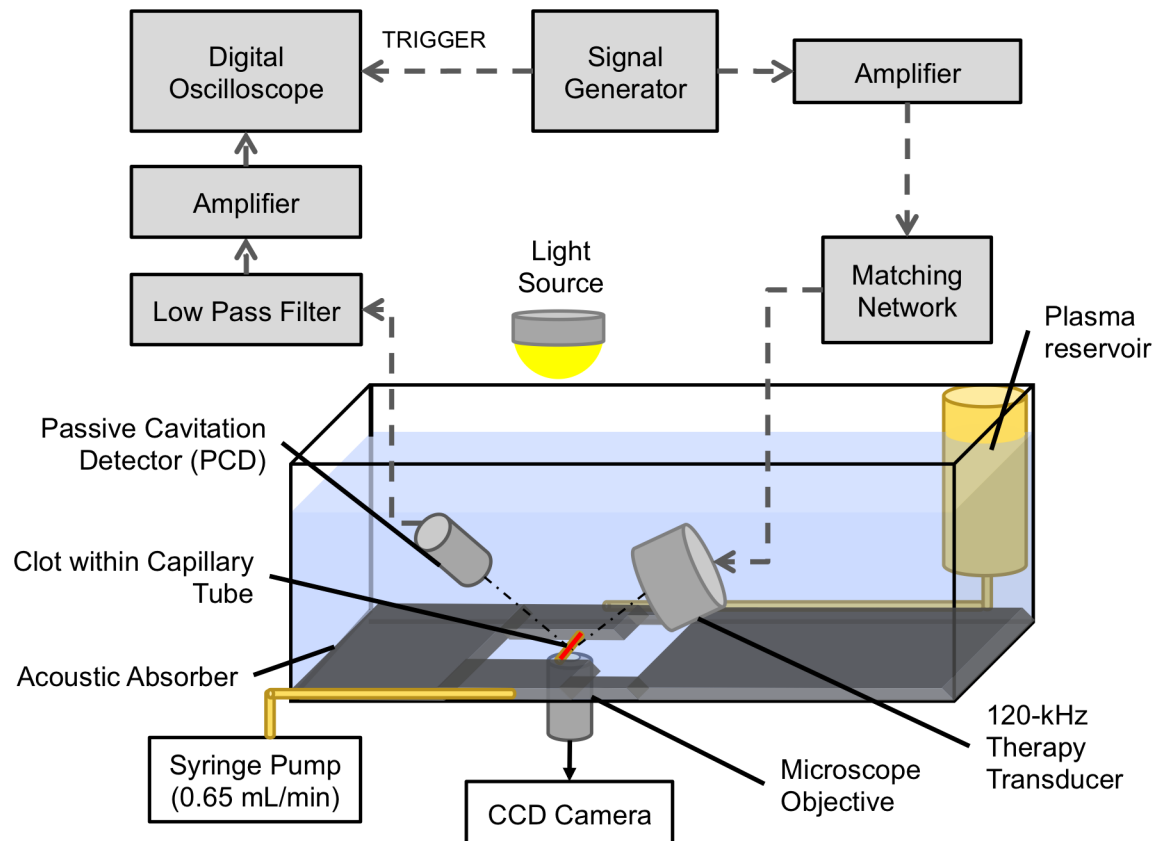 Digital
Oscilloscope
TRIGGER
Signal
Generator
Amplifier
Amplifier
Low Pass Filter
Light
Source
Matching
Network
Plasma
reservoir
Passive Cavitation
Detector (PCD)
Clot within Capillary
Tube
Acoustic Absorber
Syringe Pump
(0.65 mL/min)
CCD Camera
Microscope
Objective
120-kHz
Therapy
Transducer